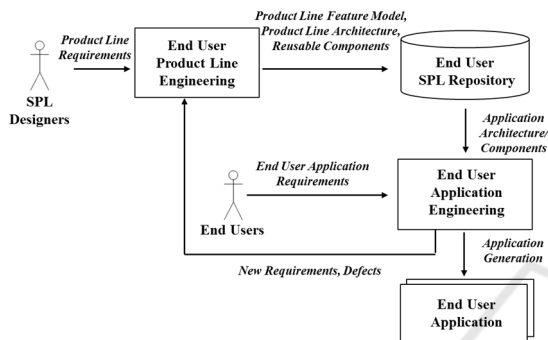 Product Line
Requirements
SPL
Designers
End User
Product Line
Engineering
Product Line Feature Model,
Product Line Architecture,
Reusable Components
End User
SPL Repository
Application
Architecture/
Components
End User Application
Requirements
End Users
End User
Application
Engineering
New Requirements, Defects
Application
Generation
End User
Application